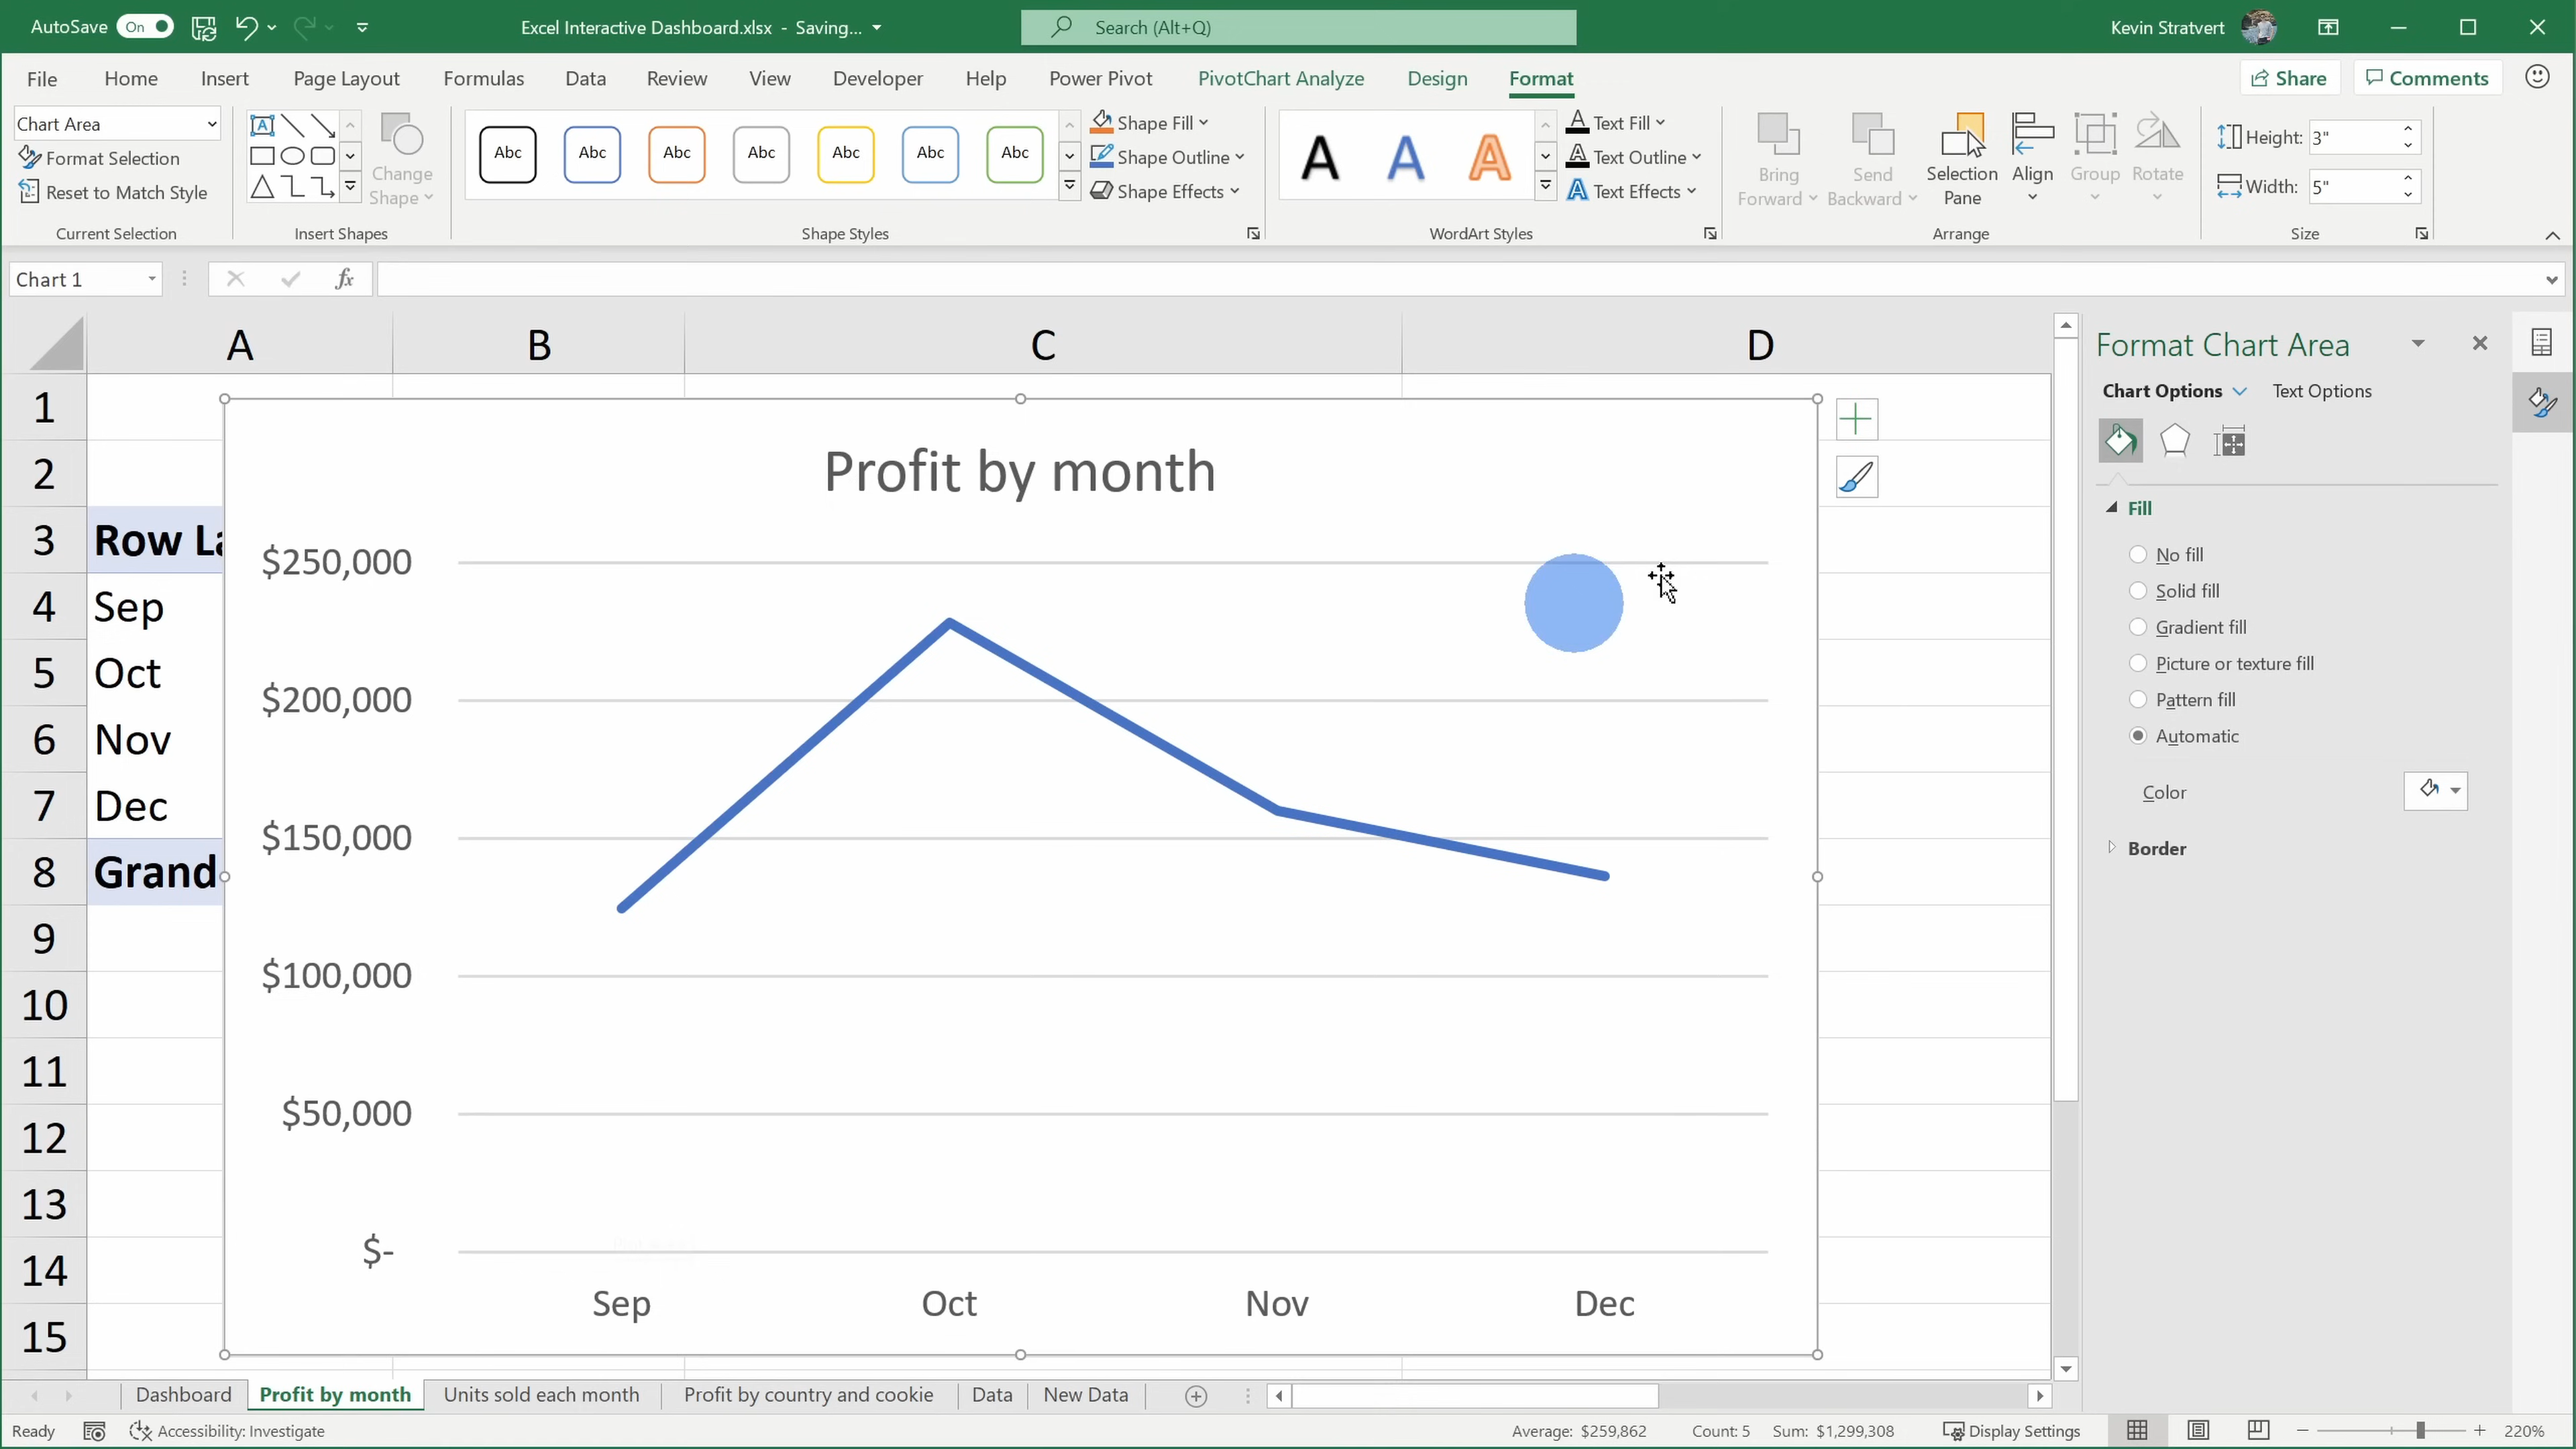 AutoSave On Excel Interactive Dashboard.xlsx - Saving... Search (Alt+Q) Kevin Stratvert
File Home Insert Page Layout Formulas Data Review View Developer Help Power Pivot PivotChart Analyze Design Format Share Comments
Chart Area
Format Selection
Reset to Match Style
Current Selection
Change
Shape
Insert Shapes
Abc Abc Abc Abc Abc Abc Abc
Shape Fill
Shape Outline
Shape Effects
Shape Styles
A A A
Text Fill
Text Outline
Text Effects
WordArt Styles
Bring
Forward
Send
Backward
Selection
Pane
Align
Group
Rotate
Arrange
Height: 3"
Width: 5"
Size
Chart 1 fx
A B C D
1
2
3 Row La
4 Sep
5 Oct
6 Nov
7 Dec
8 Grand
9
10
11
12
13
14
15
Profit by month
$250,000
$200,000
$150,000
$100,000
$50,000
$-
Sep Oct Nov Dec
Format Chart Area
Chart Options Text Options
Fill
No fill
Solid fill
Gradient fill
Picture or texture fill
Pattern fill
Automatic
Color
Border
Dashboard Profit by month Units sold each month Profit by country and cookie Data New Data
Ready Accessibility: Investigate Average: $259,862 Count: 5 Sum: $1,299,308 Display Settings 220%